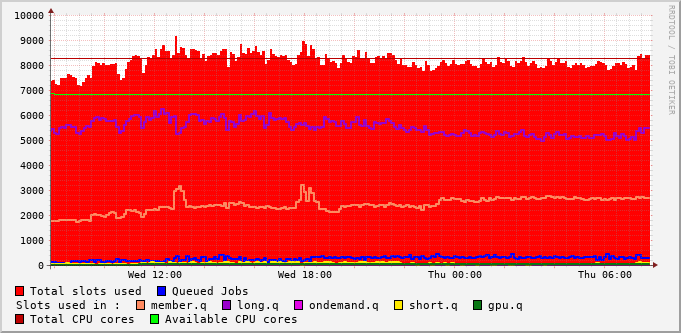 RRDTOOL / TOBI OETIKER
10000
9000
8000
7000
6000
5000
4000
3000
2000
1000
0
Wed 12:00 Wed 18:00 Thu 00:00 Thu 06:00
Total slots used Queued Jobs
Slots used in : member.q long.q ondemand.q short.q gpu.q
Total CPU cores Available CPU cores